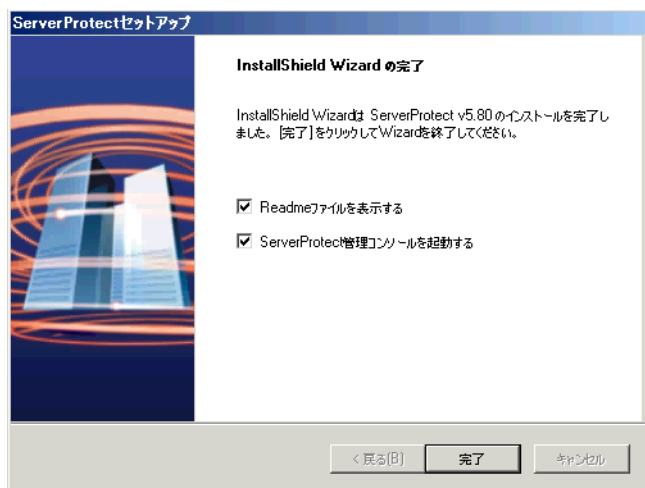 ServerProtectセットアップ
InstallShield Wizard の完了
InstallShield Wizardは ServerProtect v5.80 のインストールを完了し
ました。 [完了] をクリックしてWizardを終了してください。
Readmeファイルを表示する
ServerProtect管理コンソールを起動する
< 戻る(B) 完了 キャンセル